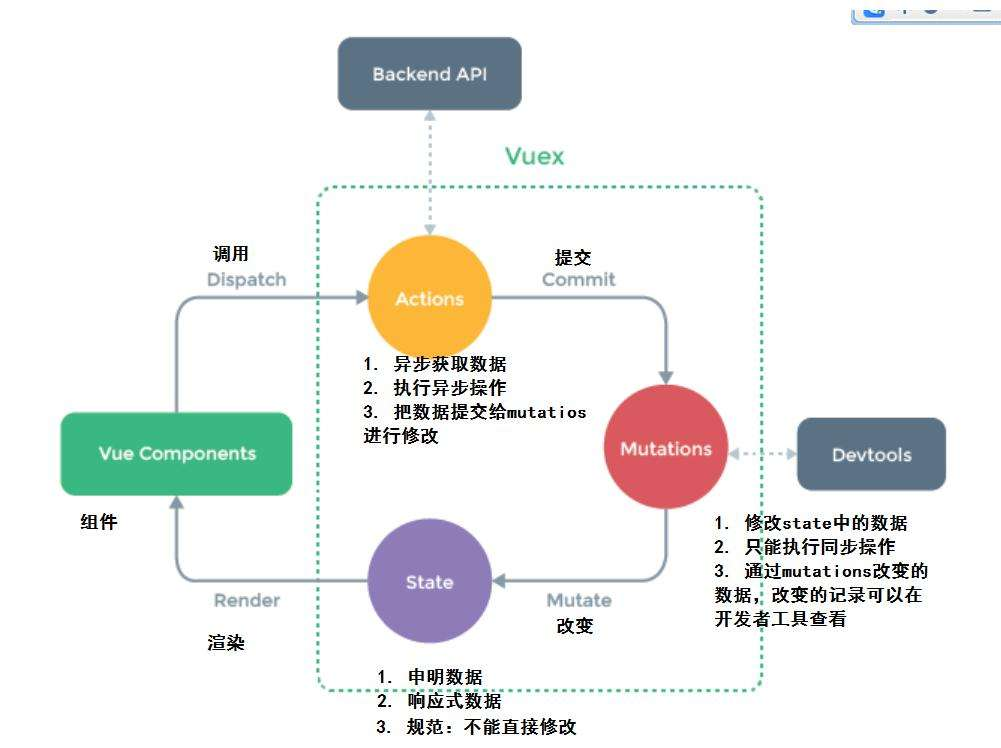 Backend API
Vuex
调用
Dispatch
提交
Commit
Actions
1. 异步获取数据
2. 执行异步操作
3. 把数据提交给mutatios
进行修改
Vue Components
组件
Mutations
Devtools
1. 修改state中的数据
2. 只能执行同步操作
3. 通过mutations改变的
数据，改变的记录可以在
开发者工具查看
State
Render
渲染
Mutate
改变
1. 申明数据
2. 响应式数据
3. 规范：不能直接修改